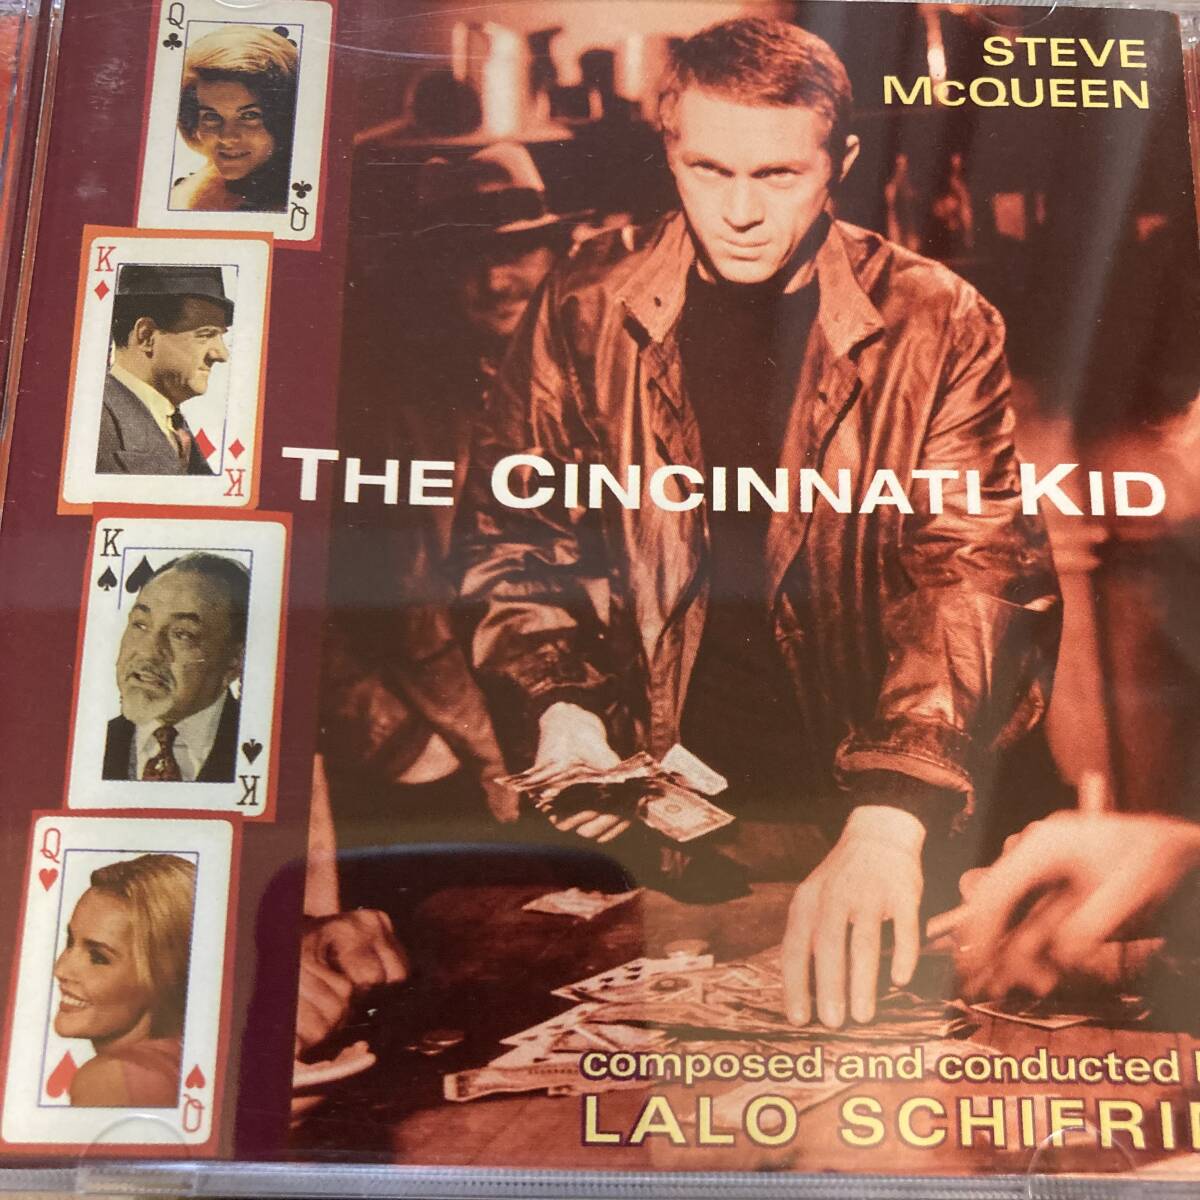 STEVE
McQUEEN
Q
Q
K
K
THE CINCINNATI KID
K
K
Q
Q
composed and conducted
LALO SCHIFRI